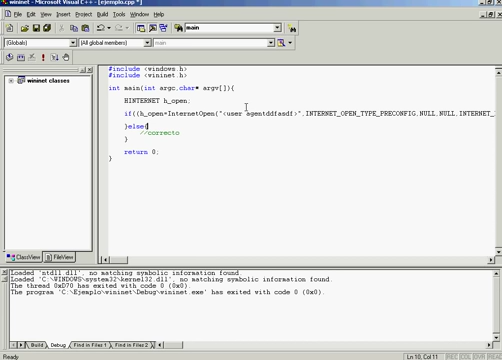 wininet - Microsoft Visual C++ - [ejemplo.cpp *]
File Edit View Insert Project Build Tools Window Help
main
(Globals) (All global members) main
wininet classes
#include <windows.h>
#include <wininet.h>
int main(int argc,char* argv[]){
HINTERNET h_open;
if((h_open=InternetOpen("<user agentddfasdf>",INTERNET_OPEN_TYPE_PRECONFIG,NULL,NULL,INTERNET_
}else{
//correcto
}
return 0;
}
ClassView FileView
Loaded 'ntdll.dll', no matching symbolic information found.
Loaded 'C:\WINDOWS\system32\kernel32.dll', no matching symbolic information found.
The thread 0xD70 has exited with code 0 (0x0).
The program 'C:\Ejemplo\wininet\Debug\wininet.exe' has exited with code 0 (0x0).
Build Debug Find in Files 1 Find in Files 2
Ready Ln 10, Col 11 REC COL OVR READ